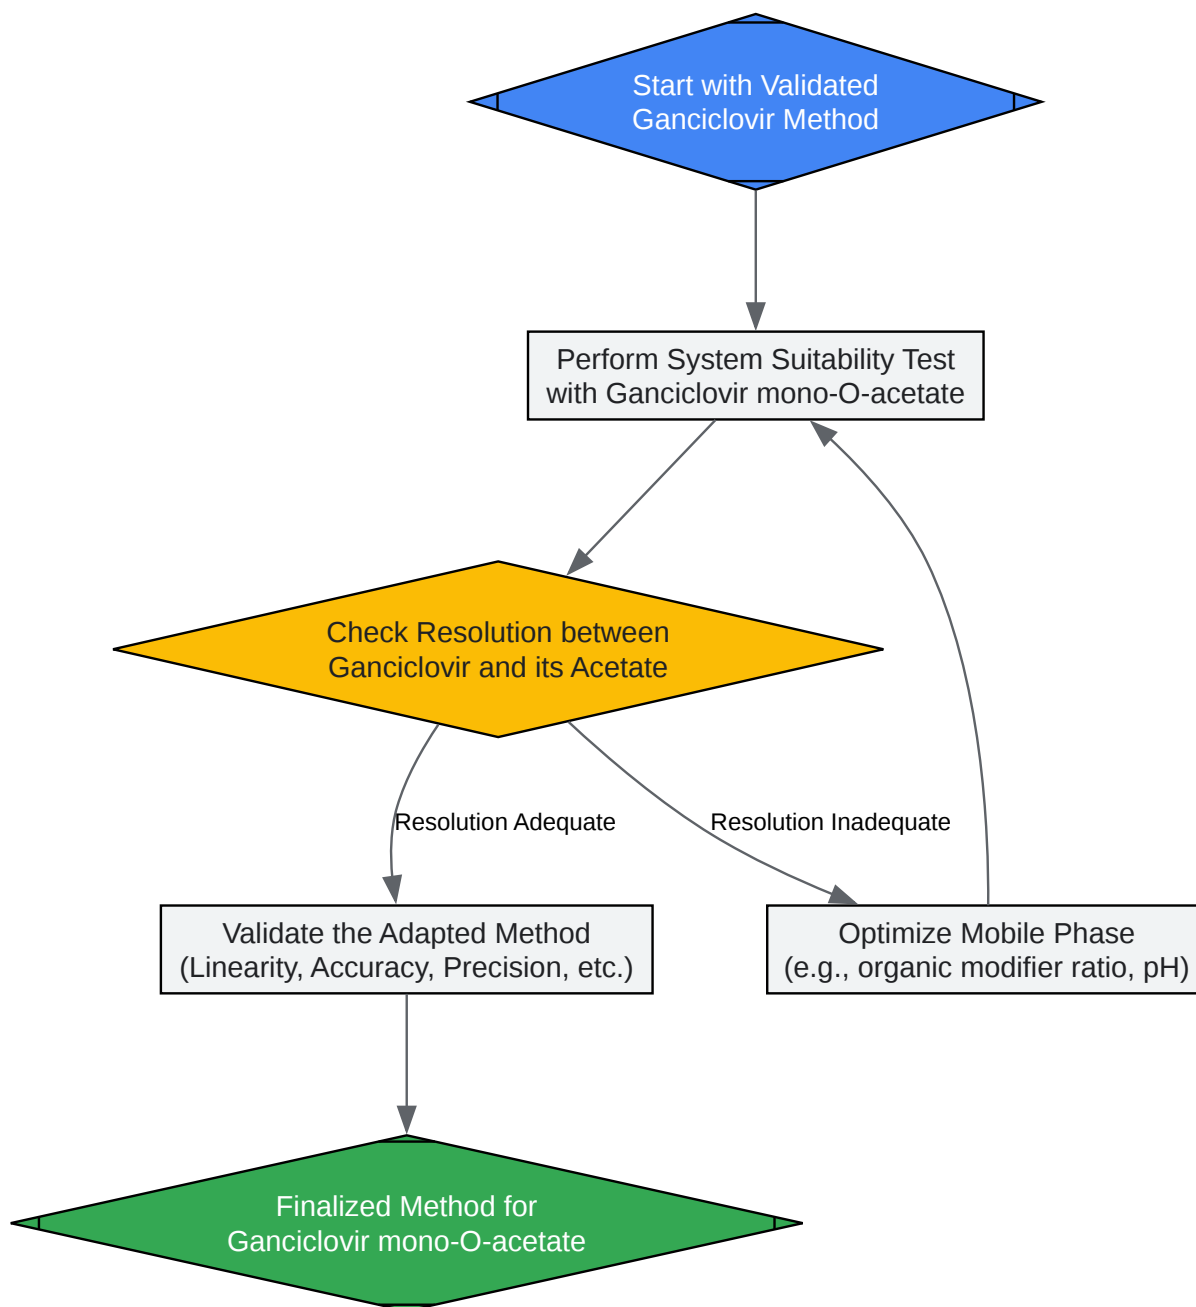 Start with Validated
Ganciclovir Method
Perform System Suitability Test
with Ganciclovir mono-O-acetate
Check Resolution between
Ganciclovir and its Acetate
Resolution Adequate
Resolution Inadequate
Validate the Adapted Method
(Linearity, Accuracy, Precision, etc.)
Optimize Mobile Phase
(e.g., organic modifier ratio, pH)
Finalized Method for
Ganciclovir mono-O-acetate